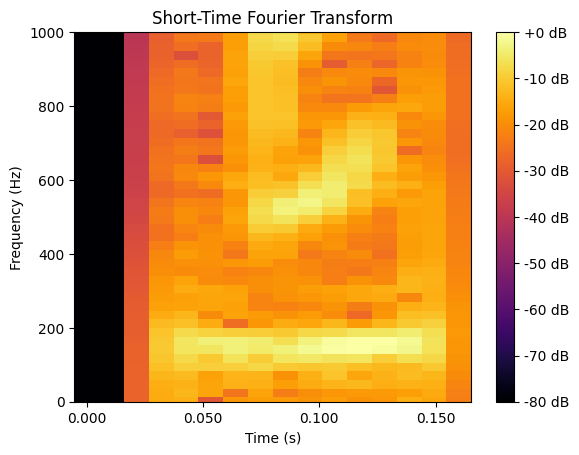 Short-Time Fourier Transform
1000
800
600
400
200
0
Frequency (Hz)
0.000
0.050
0.100
0.150
Time (s)
+0 dB
-10 dB
-20 dB
-30 dB
-40 dB
-50 dB
-60 dB
-70 dB
-80 dB